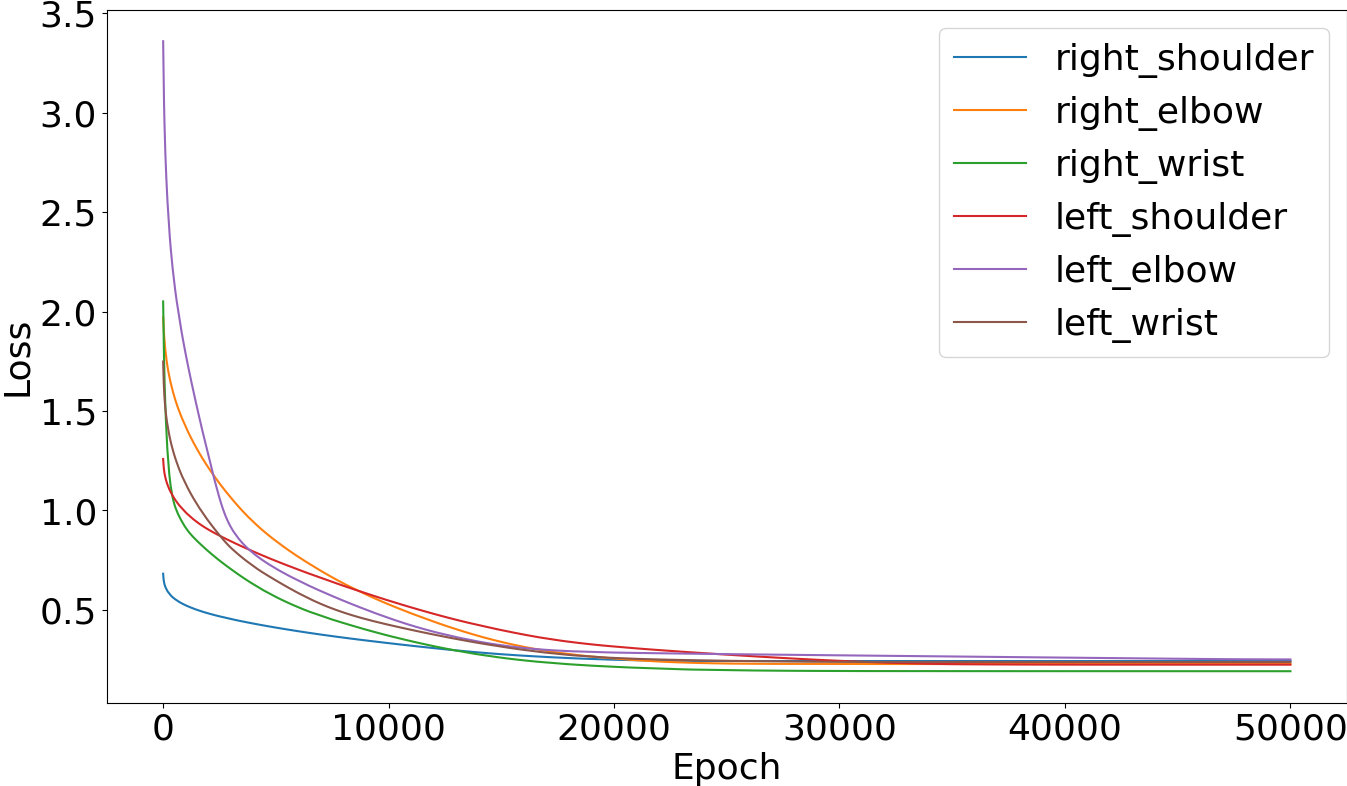 3.5
3.0
2.5
2.0
1.5
1.0
0.5
Loss
0 10000 20000 30000 40000 50000
Epoch
right_shoulder
right_elbow
right_wrist
left_shoulder
left_elbow
left_wrist